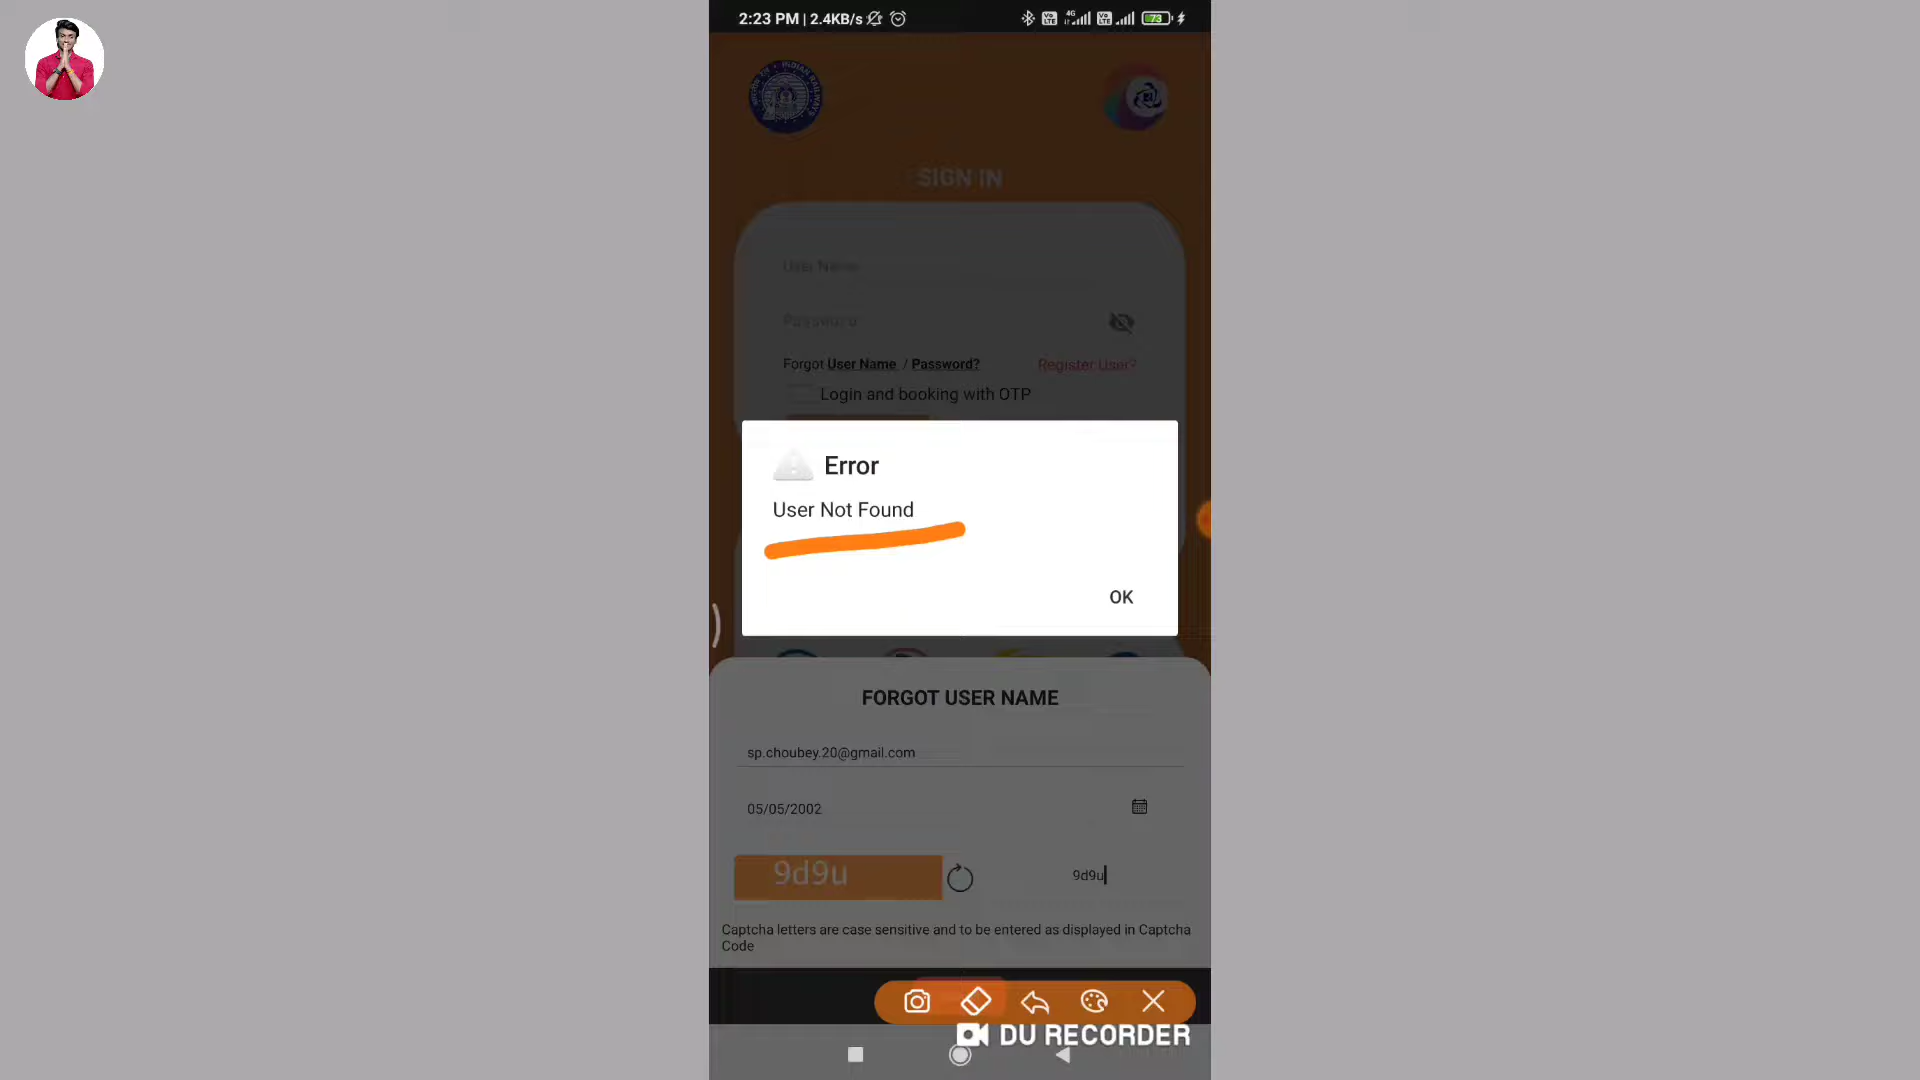 2:23 PM | 2.4KB/s
4G
73
SIGN IN
User Name
Password
Forgot User Name / Password?
Register User?
Login and booking with OTP
Error
User Not Found
OK
FORGOT USER NAME
sp.choubey.20@gmail.com
05/05/2002
9d9u
9d9u
Captcha letters are case sensitive and to be entered as displayed in Captcha
Code
DU RECORDER